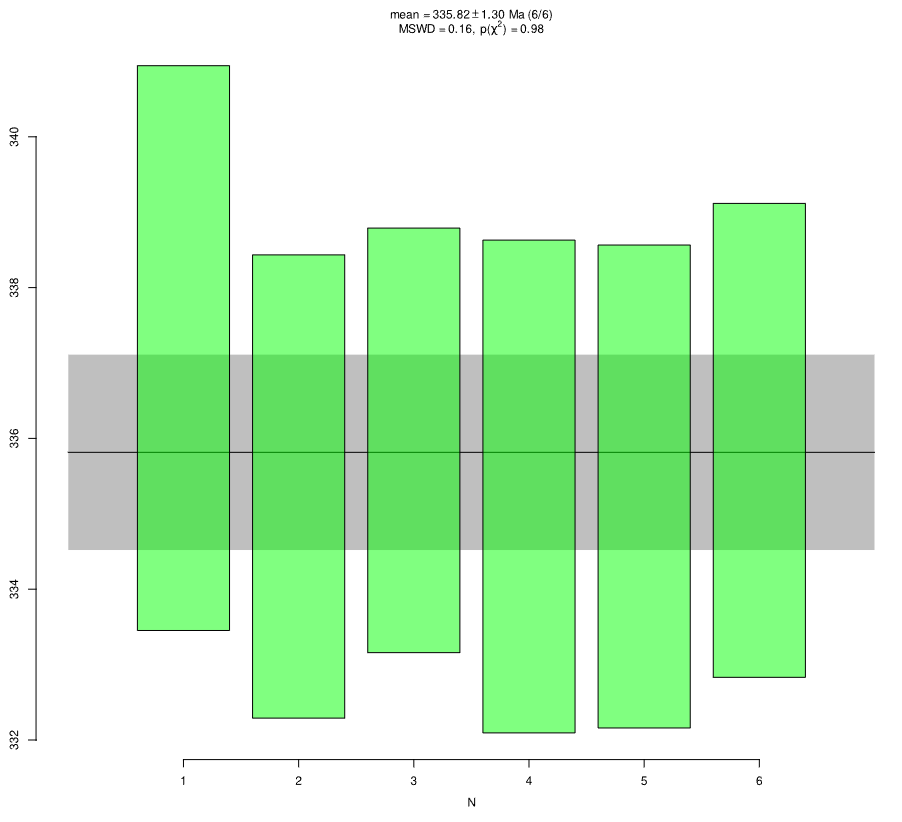 mean = 335.82 ± 1.30 Ma (6/6)
MSWD = 0.16, p(χ²) = 0.98
340
338
336
334
332
1 2 3 4 5 6
N